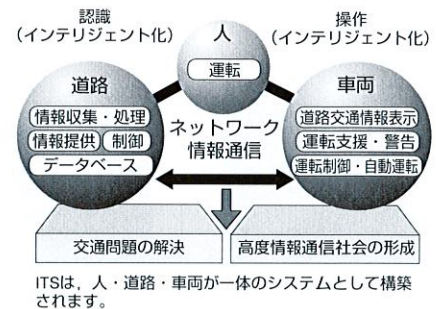 認識
(インテリジェント化)
人
操作
(インテリジェント化)
運転
道路
情報収集・処理
情報提供
制御
データベース
ネットワーク
情報通信
車両
道路交通情報表示
運転支援・警告
運転制御・自動運転
交通問題の解決
高度情報通信社会の形成
ITSは，人・道路・車両が一体のシステムとして構築
されます。